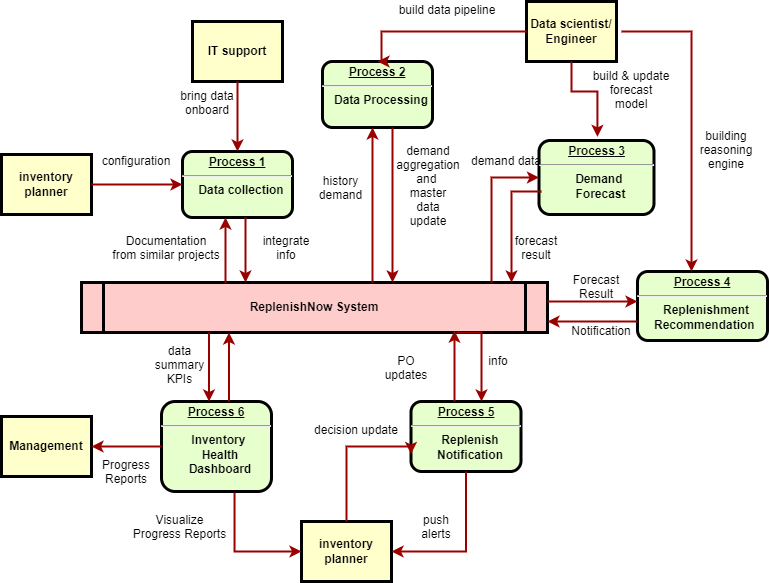 build data pipeline
Data scientist/
Engineer
IT support
Process 2
Data Processing
build & update
forecast
model
bring data
onboard
building
reasoning
engine
inventory
planner
configuration
Process 1
Data collection
history
demand
demand
aggregation
and
master
data
update
demand data
Process 3
Demand
Forecast
Documentation
from similar projects
integrate
info
forecast
result
ReplenishNow System
Forecast
Result
Notification
Process 4
Replenishment
Recommendation
data
summary
KPIs
PO
updates
info
Management
Progress
Reports
Process 6
Inventory
Health
Dashboard
decision update
Process 5
Replenish
Notification
Visualize
Progress Reports
inventory
planner
push
alerts